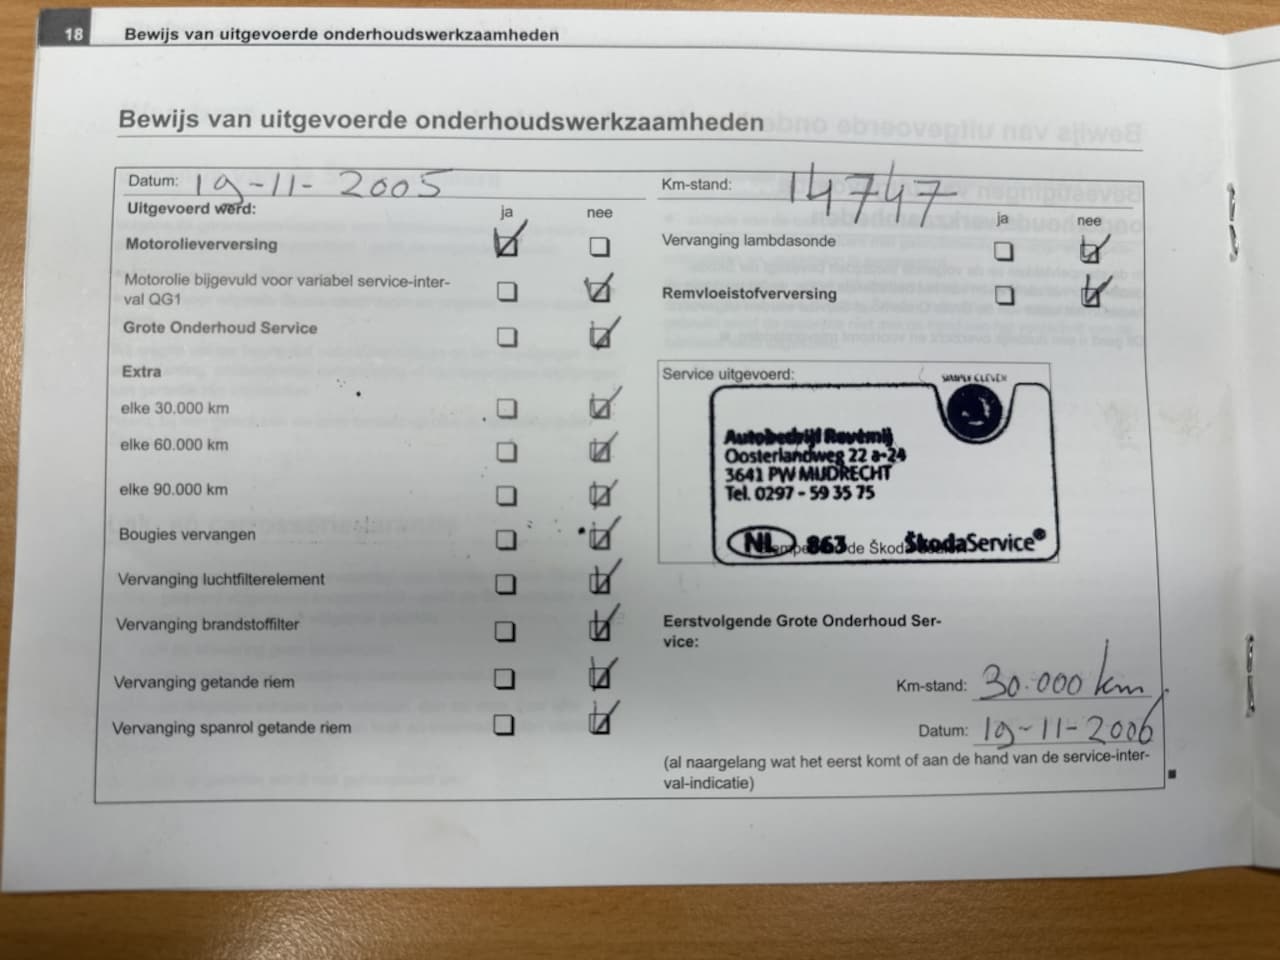 18 Bewijs van uitgevoerde onderhoudswerkzaamheden
Bewijs van uitgevoerde onderhoudswerkzaamheden
Datum: 19-11-2005
Uitgevoerd werd:
ja nee
Motorolieverversing
Motorolie bijgevuld voor variabel service-inter-
val QG1
Grote Onderhoud Service
Extra
elke 30.000 km
elke 60.000 km
elke 90.000 km
Bougies vervangen
Vervanging luchtfilterelement
Vervanging brandstoffilter
Vervanging getande riem
Vervanging spanrol getande riem
Km-stand: 14747
ja nee
Vervanging lambdasonde
Remvloeistofverversing
Service uitgevoerd:
SIMPLY CLEVER
Autobedrijf
Oosterlandweg 22 a-24
3641 PW MIJDRECHT
Tel. 0297 - 59 35 75
NL 863 de Škoda ŠkodaService®
Eerstvolgende Grote Onderhoud Ser-
vice:
Km-stand: 30.000 km
Datum: 19-11-2006
(al naargelang wat het eerst komt of aan de hand van de service-inter-
val-indicatie)